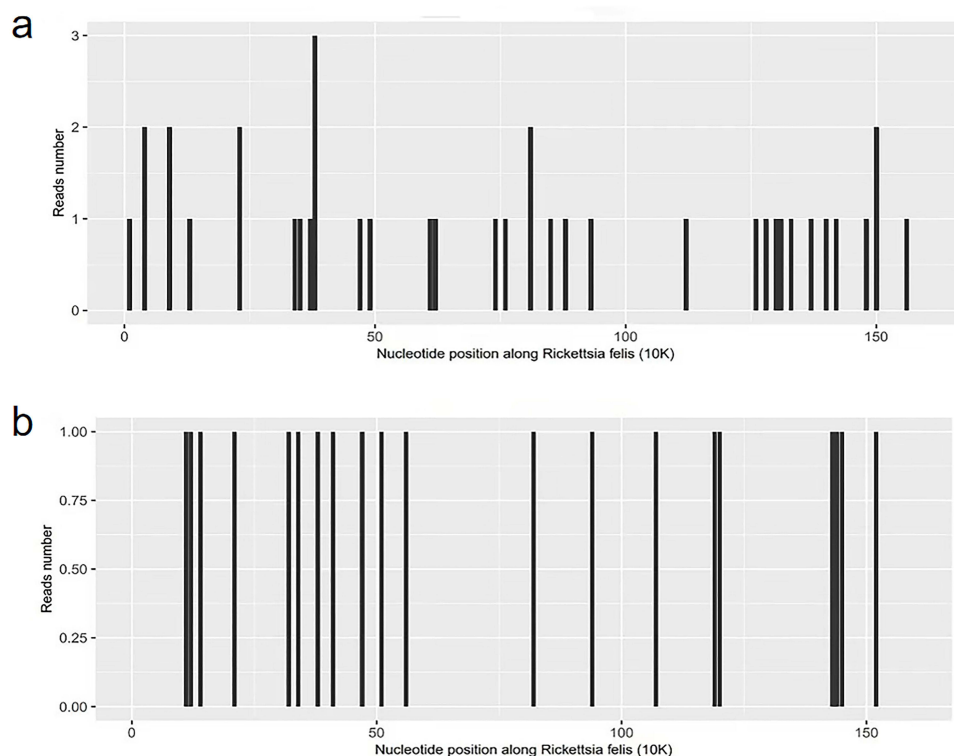 a
3
2
1
0
Reads number
0 50 100 150
Nucleotide position along Rickettsia felis (10K)
b
1.00
0.75
0.50
0.25
0.00
Reads number
0 50 100 150
Nucleotide position along Rickettsia felis (10K)